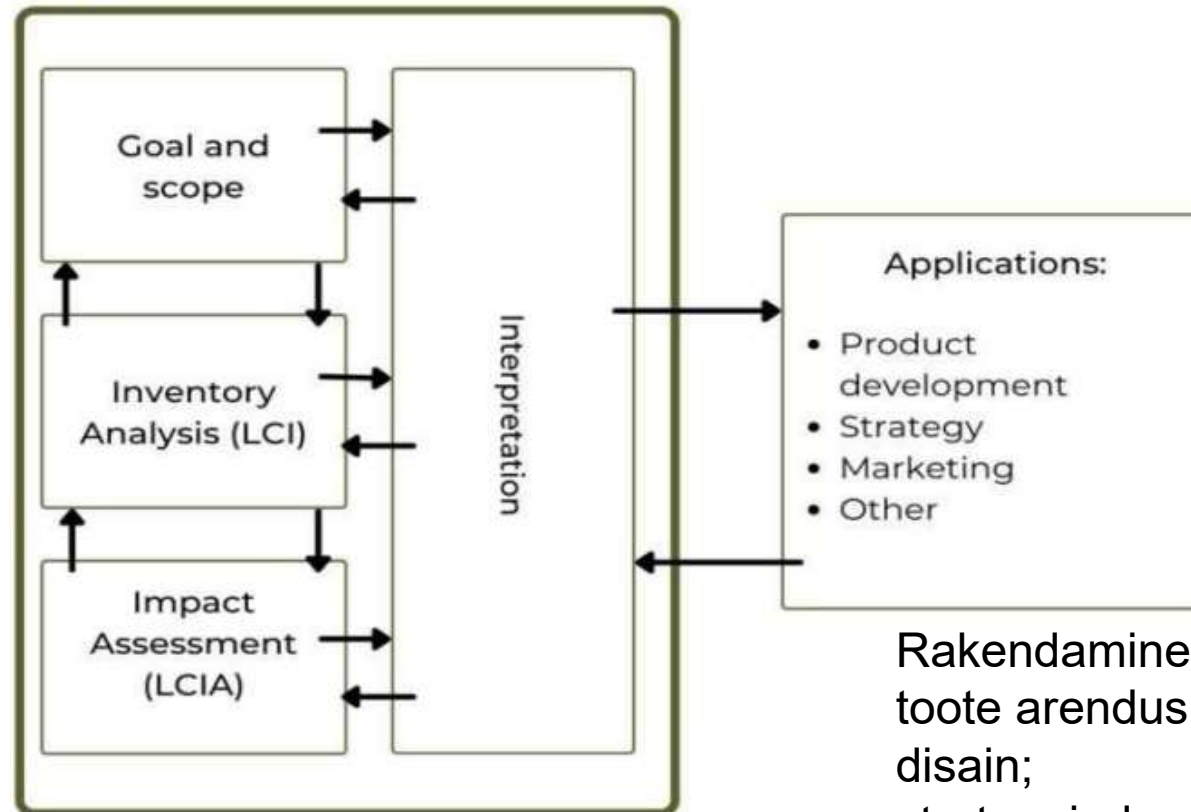 Goal and
scope
Inventory
Analysis (LCI)
Impact
Assessment
(LCIA)
Interpretation
Applications:
• Product
development
• Strategy
• Marketing
• Other
Rakendamine
toote arendus
disain;